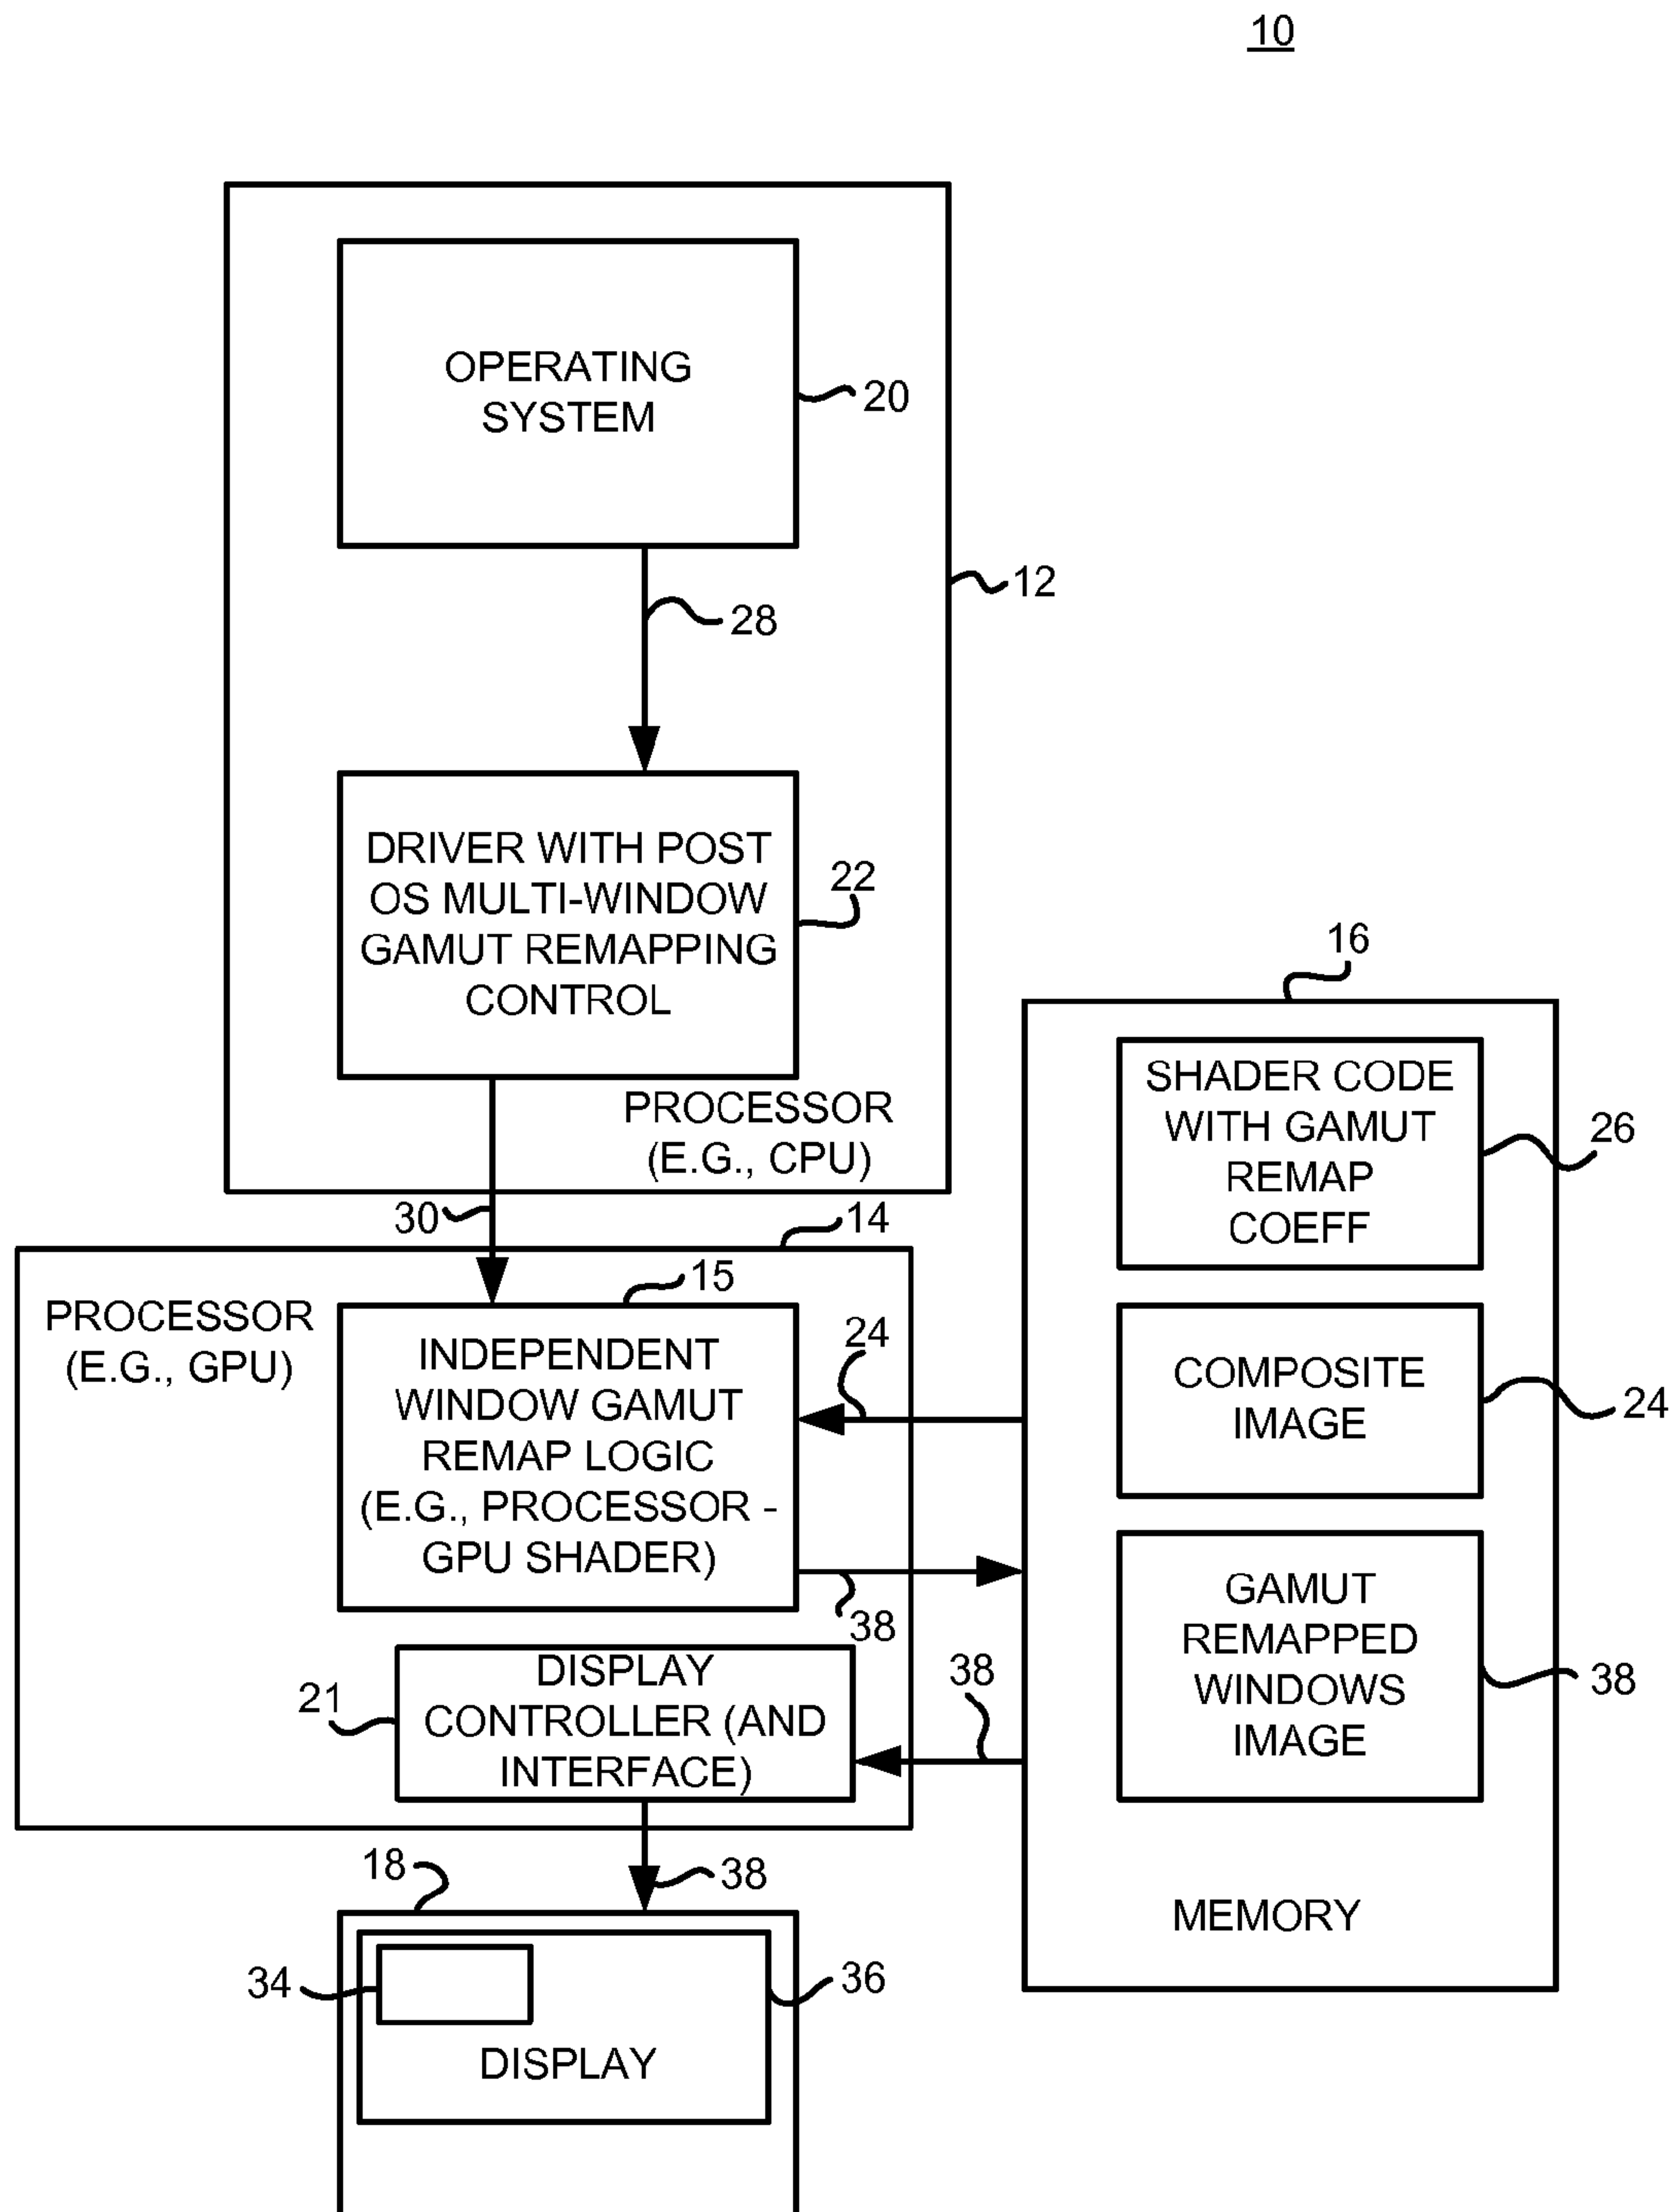 10
OPERATING
SYSTEM
20
12
28
DRIVER WITH POST
OS MULTI-WINDOW
GAMUT REMAPPING
CONTROL
22
PROCESSOR
(E.G., CPU)
16
SHADER CODE
WITH GAMUT
REMAP
COEFF
26
30
14
PROCESSOR
(E.G., GPU)
15
INDEPENDENT
WINDOW GAMUT
REMAP LOGIC
(E.G., PROCESSOR -
GPU SHADER)
24
COMPOSITE
IMAGE
24
38
GAMUT
REMAPPED
WINDOWS
IMAGE
38
21
DISPLAY
CONTROLLER (AND
INTERFACE)
38
MEMORY
18
38
34
36
DISPLAY